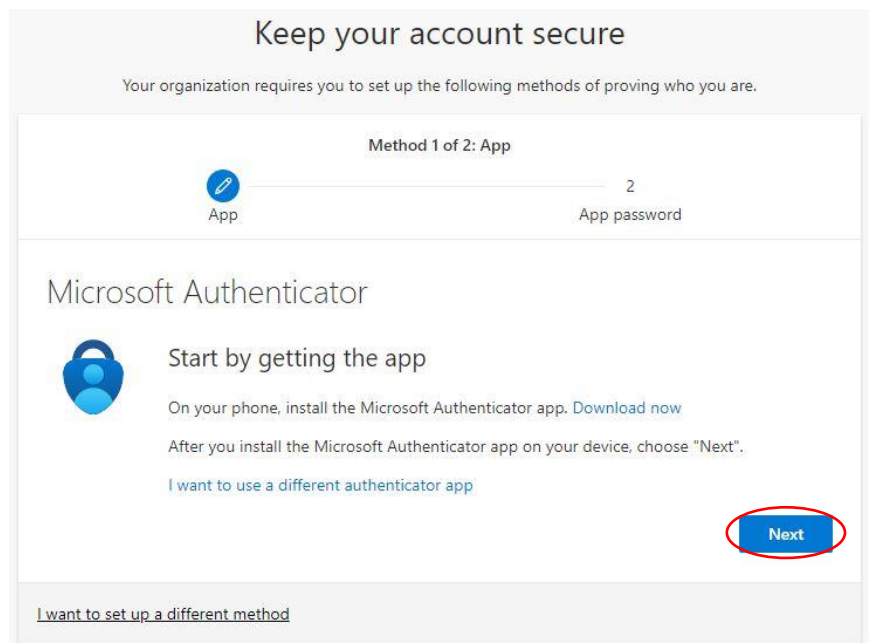 Keep your account secure
Your organization requires you to set up the following methods of proving who you are.
Method 1 of 2: App
2
App
App password
Microsoft Authenticator
Start by getting the app
On your phone, install the Microsoft Authenticator app. Download now
After you install the Microsoft Authenticator app on your device, choose "Next".
I want to use a different authenticator app
Next
I want to set up a different method